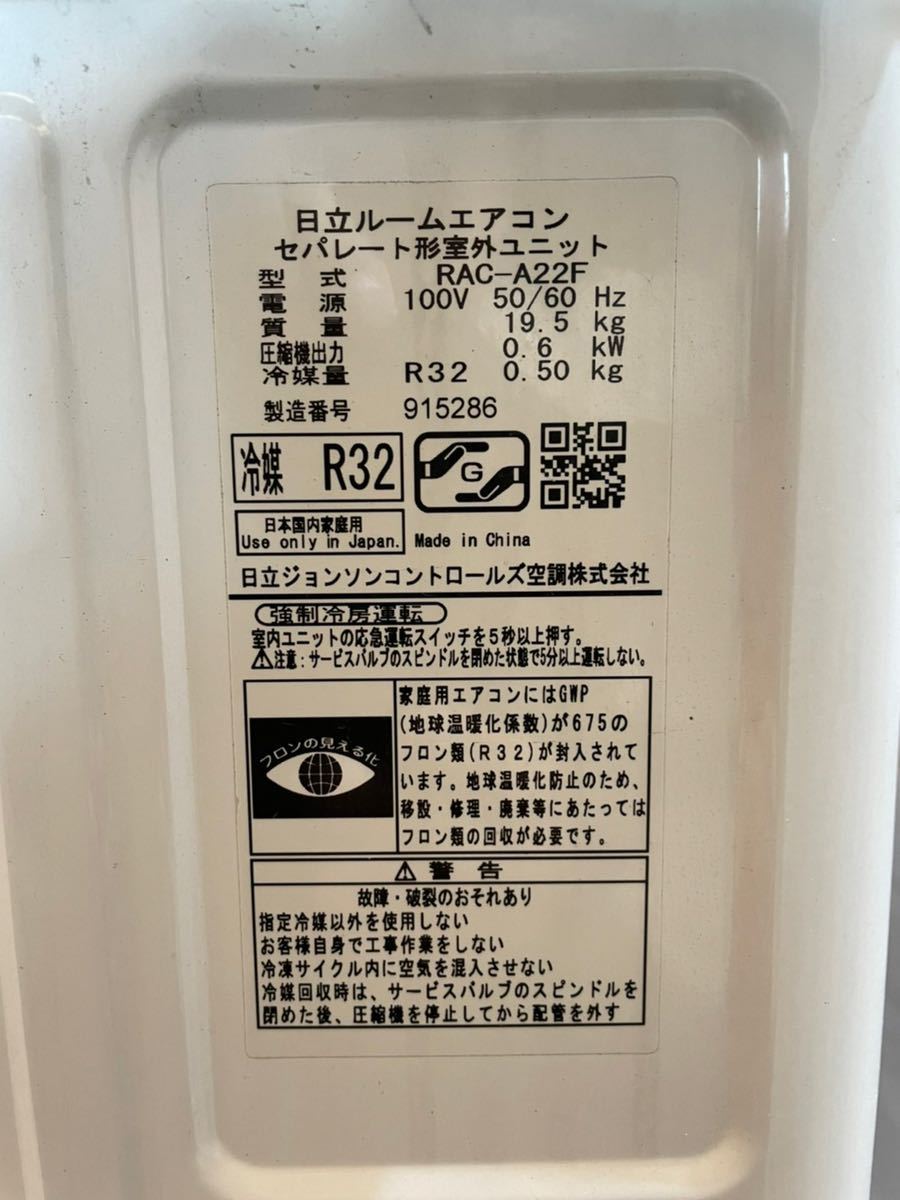 日立ルームエアコン
セパレート形室外ユニット
型式 RAC-A22F
電源 100V 50/60 Hz
質量 19.5 kg
圧縮機出力 0.6 kW
冷媒量 R32 0.50 kg
製造番号 915286
冷媒 R32
G
日本国内家庭用
Use only in Japan.
Made in China
日立ジョンソンコントロールズ空調株式会社
強制冷房運転
室内ユニットの応急運転スイッチを5秒以上押す。
⚠注意:サービスバルブのスピンドルを閉めた状態で5分以上運転しない。
フロンの見える化
家庭用エアコンにはGWP
(地球温暖化係数)が675の
フロン類(R32)が封入されて
います。地球温暖化防止のため、
移設・修理・廃棄等にあたっては
フロン類の回収が必要です。
⚠警告
故障・破裂のおそれあり
指定冷媒以外を使用しない
お客様自身で工事作業をしない
冷凍サイクル内に空気を混入させない
冷媒回収時は、サービスバルブのスピンドルを
閉めた後、圧縮機を停止してから配管を外す